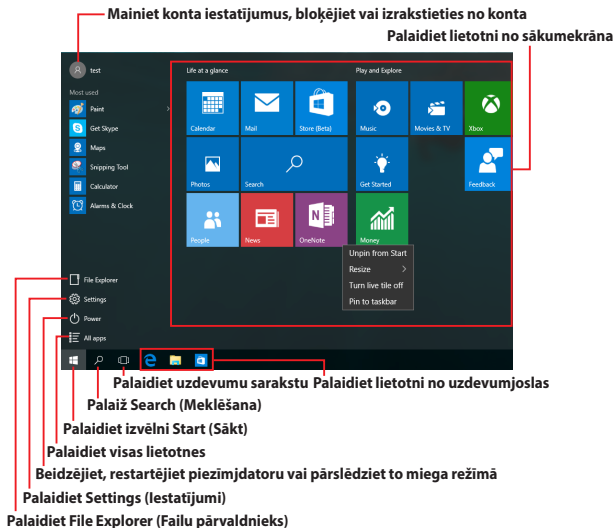 Mainiet konta iestatījumus, bloķējiet vai izrakstieties no konta
Palaidiet lietotni no sākumekrāna
test
Life at a glance
Play and Explore
Most used
Paint
Get Skype
Maps
Snipping Tool
Calculator
Alarms & Clock
Calendar
Mail
Store (Beta)
Music
Movies & TV
Xbox
Photos
Search
Get Started
Feedback
People
News
OneNote
Money
Unpin from Start
Resize
Turn live tile off
Pin to taskbar
File Explorer
Settings
Power
All apps
Palaidiet uzdevumu sarakstu Palaidiet lietotni no uzdevumjoslas
Palaiž Search (Meklēšana)
Palaidiet izvēlni Start (Sākt)
Palaidiet visas lietotnes
Beidzējiet, restartējiet piezīmjdatoru vai pārslēdziet to miega režīmā
Palaidiet Settings (Iestatījumi)
Palaidiet File Explorer (Failu pārvaldnieks)